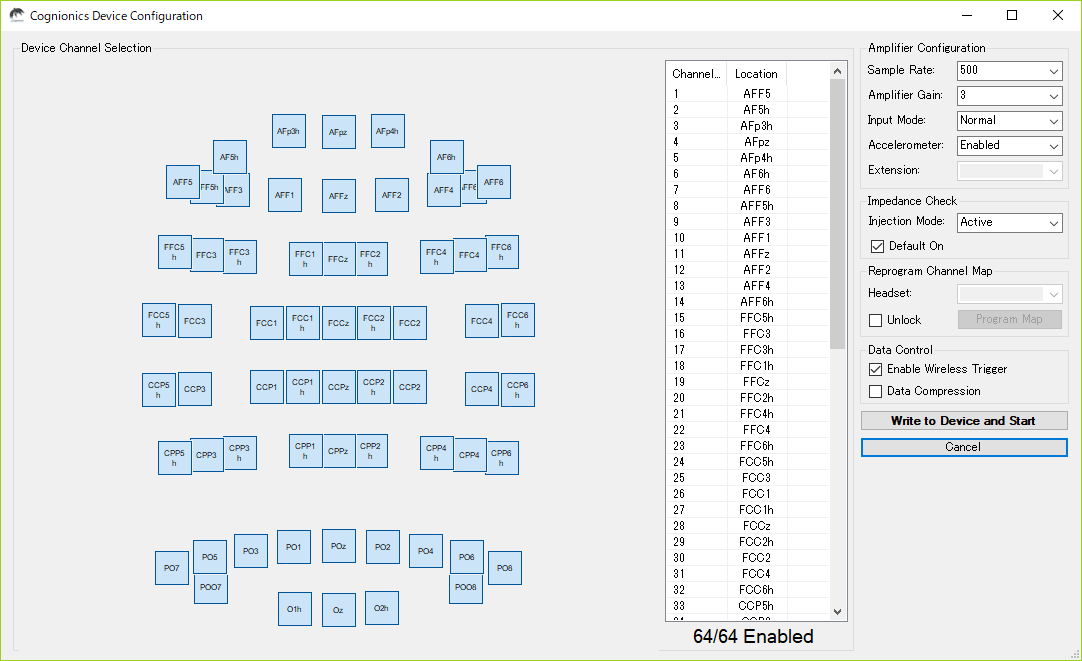 Cognionics Device Configuration
Device Channel Selection
AFp3h AFpz AFp4h
AF5h AF6h
AFF5 FF5h AFF3 AFF1 AFFz AFF2 AFF4 AFF6
FFC5h FFC3 FFC3h FFC1h FFCz FFC2h FFC4h FFC4 FFC6h
FCC5h FCC3 FCC1 FCC1h FCCz FCC2h FCC2 FCC4 FCC6h
CCP5h CCP3 CCP1 CCP1h CCPz CCP2h CCP2 CCP4 CCP6h
CPP5h CPP3 CPP3h CPP1h CPPz CPP2h CPP4h CPP4 CPP6h
PO7 PO5 PO3 PO1 POz PO2 PO4 PO6 PO8
POO7 POO8
O1h Oz O2h
Channel... Location
1 AFF5
2 AF5h
3 AFp3h
4 AFpz
5 AFp4h
6 AF6h
7 AFF6
8 AFF5h
9 AFF3
10 AFF1
11 AFFz
12 AFF2
13 AFF4
14 AFF6h
15 FFC5h
16 FFC3
17 FFC3h
18 FFC1h
19 FFCz
20 FFC2h
21 FFC4h
22 FFC4
23 FFC6h
24 FCC5h
25 FCC3
26 FCC1
27 FCC1h
28 FCCz
29 FCC2h
30 FCC2
31 FCC4
32 FCC6h
33 CCP5h
64/64 Enabled
Amplifier Configuration
Sample Rate: 500
Amplifier Gain: 3
Input Mode: Normal
Accelerometer: Enabled
Extension:
Impedance Check
Injection Mode: Active
Default On
Reprogram Channel Map
Headset:
Unlock Program Map
Data Control
Enable Wireless Trigger
Data Compression
Write to Device and Start
Cancel